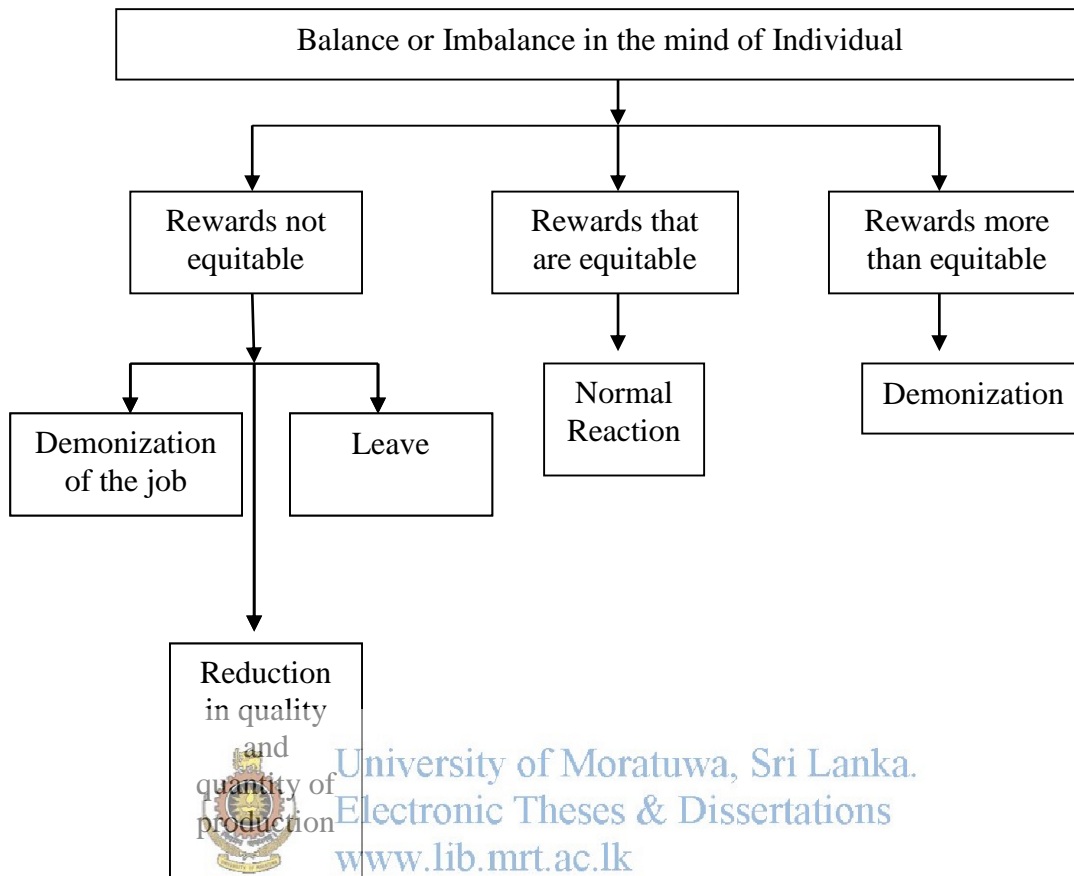 Balance or Imbalance in the mind of Individual
Rewards not
equitable
Rewards that
are equitable
Rewards more
than equitable
Demonization
of the job
Leave
Normal
Reaction
Demonization
Reduction
in quality
and
quantity of
production
University of Moratuwa, Sri Lanka.
Electronic Theses & Dissertations
www.lib.mrt.ac.lk